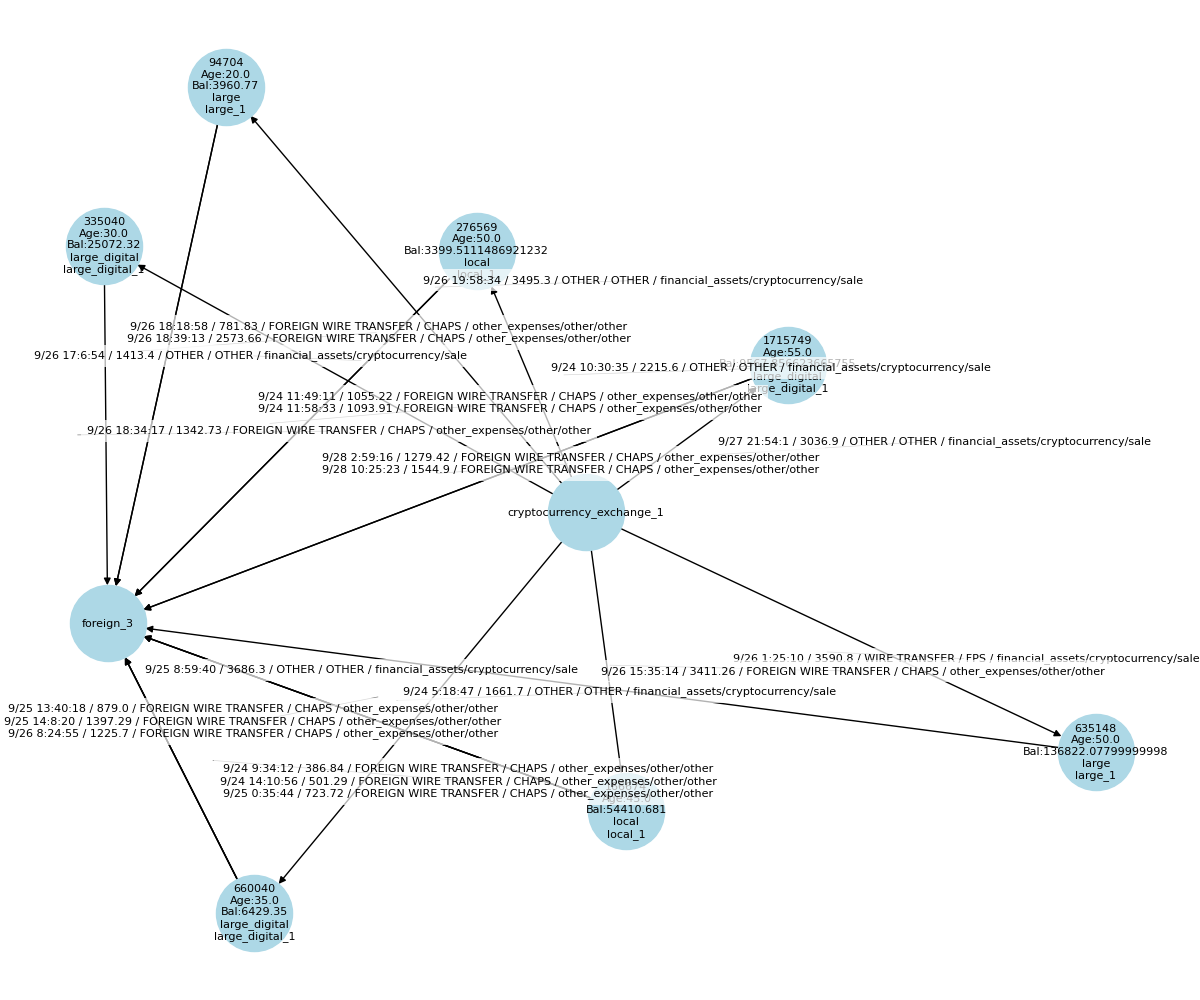 94704
Age:20.0
Bal:3960.77
large
large_1
335040
Age:30.0
Bal:25072.32
large_digital
large_digital_1
276569
Age:50.0
Bal:3399.5111486921232
local
local_1
9/26 19:58:34 / 3495.3 / OTHER / OTHER / financial_assets/cryptocurrency/sale
9/26 18:18:58 / 781.83 / FOREIGN WIRE TRANSFER / CHAPS / other_expenses/other/other
9/26 18:39:13 / 2573.66 / FOREIGN WIRE TRANSFER / CHAPS / other_expenses/other/other
9/26 17:6:54 / 1413.4 / OTHER / OTHER / financial_assets/cryptocurrency/sale
1715749
Age:55.0
9/24 10:30:35 / 2215.6 / OTHER / OTHER / financial_assets/cryptocurrency/sale
large_digital
large_digital_1
9/24 11:49:11 / 1055.22 / FOREIGN WIRE TRANSFER / CHAPS / other_expenses/other/other
9/24 11:58:33 / 1093.91 / FOREIGN WIRE TRANSFER / CHAPS / other_expenses/other/other
9/26 18:34:17 / 1342.73 / FOREIGN WIRE TRANSFER / CHAPS / other_expenses/other/other
9/27 21:54:1 / 3036.9 / OTHER / OTHER / financial_assets/cryptocurrency/sale
9/28 2:59:16 / 1279.42 / FOREIGN WIRE TRANSFER / CHAPS / other_expenses/other/other
9/28 10:25:23 / 1544.9 / FOREIGN WIRE TRANSFER / CHAPS / other_expenses/other/other
cryptocurrency_exchange_1
foreign_3
9/26 1:25:10 / 3590.8 / WIRE TRANSFER / FPS / financial_assets/cryptocurrency/sale
9/25 8:59:40 / 3686.3 / OTHER / OTHER / financial_assets/cryptocurrency/sale
9/26 15:35:14 / 3411.26 / FOREIGN WIRE TRANSFER / CHAPS / other_expenses/other/other
9/24 5:18:47 / 1661.7 / OTHER / OTHER / financial_assets/cryptocurrency/sale
9/25 13:40:18 / 879.0 / FOREIGN WIRE TRANSFER / CHAPS / other_expenses/other/other
9/25 14:8:20 / 1397.29 / FOREIGN WIRE TRANSFER / CHAPS / other_expenses/other/other
9/26 8:24:55 / 1225.7 / FOREIGN WIRE TRANSFER / CHAPS / other_expenses/other/other
635148
Age:50.0
Bal:136822.07799999998
large
large_1
9/24 9:34:12 / 386.84 / FOREIGN WIRE TRANSFER / CHAPS / other_expenses/other/other
9/24 14:10:56 / 501.29 / FOREIGN WIRE TRANSFER / CHAPS / other_expenses/other/other
9/25 0:35:44 / 723.72 / FOREIGN WIRE TRANSFER / CHAPS / other_expenses/other/other
Bal:54410.681
local
local_1
660040
Age:35.0
Bal:6429.35
large_digital
large_digital_1